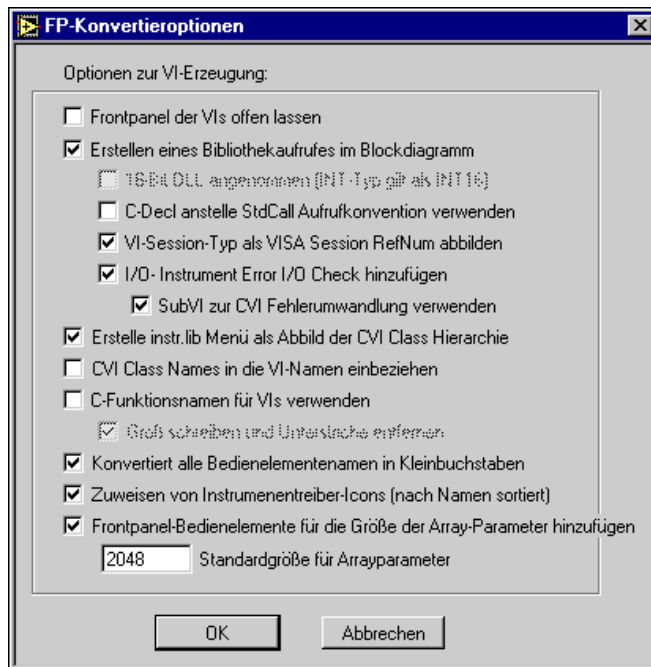 FP-Konvertieroptionen
Optionen zur VI-Erzeugung:
Frontpanel der VIs offen lassen
Erstellen eines Bibliothekaufrufes im Blockdiagramm
16-Bit DLL angenommen (INT-Typ gilt als INT16)
C-Decl anstelle StdCall Aufrufkonvention verwenden
VI-Session-Typ als VISA Session RefNum abbilden
I/O- Instrument Error I/O Check hinzufügen
SubVI zur CVI Fehlerumwandlung verwenden
Erstelle instr.lib Menü als Abbild der CVI Class Hierarchie
CVI Class Names in die VI-Namen einbeziehen
C-Funktionsnamen für VIs verwenden
Groß schreiben und Unterstriche entfernen
Konvertiert alle Bedienelementenamen in Kleinbuchstaben
Zuweisen von Instrumententreiber-Icons (nach Namen sortiert)
Frontpanel-Bedienelemente für die Größe der Array-Parameter hinzufügen
2048 Standardgröße für Arrayparameter
OK Abbrechen